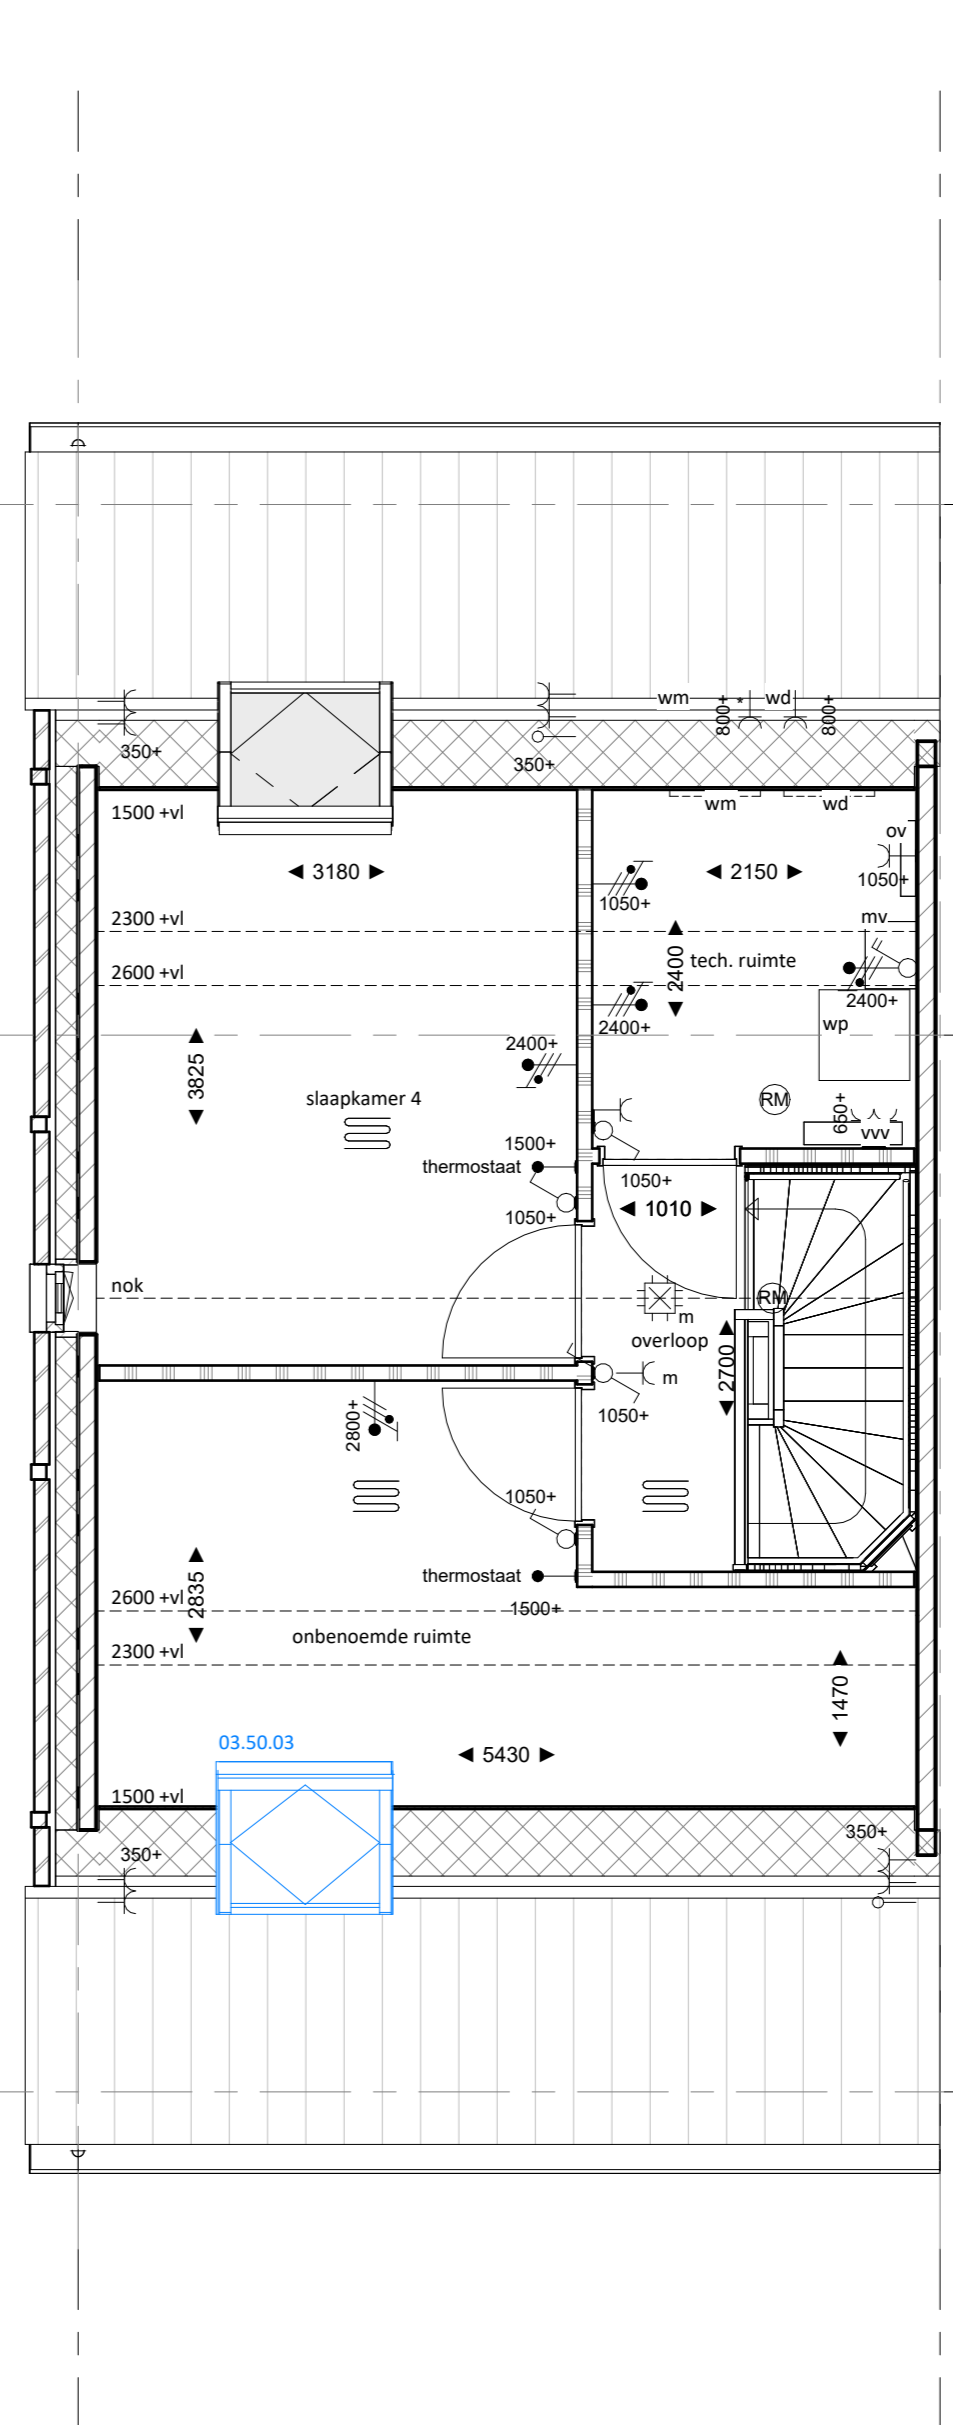 wm
800+
*
wd
800+
350+
350+
1500 +vl
wm
wd
ov
3180
2150
1050+
1050+
2300 +vl
mv
2400
tech. ruimte
2600 +vl
2400+
2400+
wp
2400+
3825
slaapkamer 4
RM
650+
vvv
1500+
thermostaat
1050+
1050+
1010
nok
RM
m
overloop
2700
m
1050+
2800+
1050+
thermostaat
2835
2600 +vl
1500+
onbenoemde ruimte
2300 +vl
1470
03.50.03
5430
1500 +vl
350+
350+